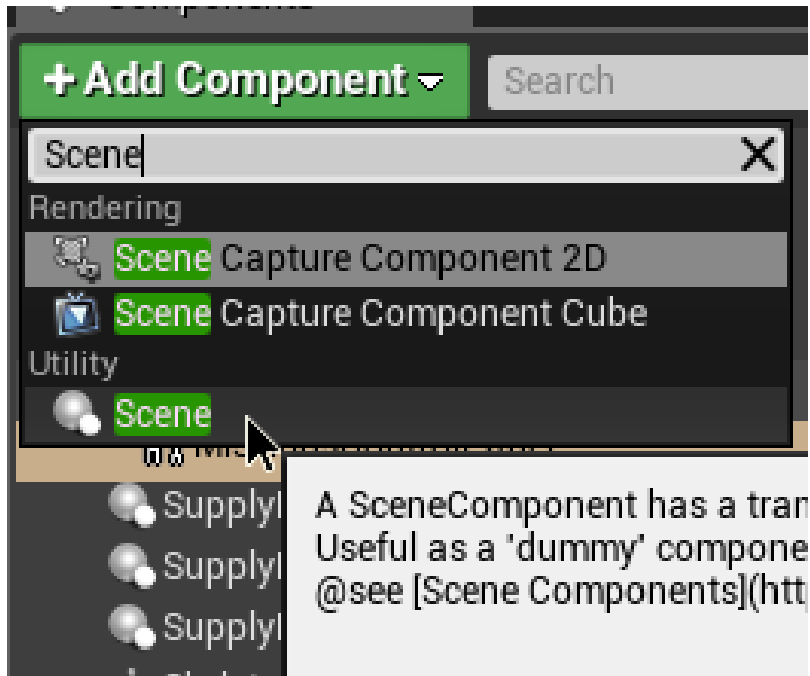 + Add Component
Search
Scene
Rendering
Scene Capture Component 2D
Scene Capture Component Cube
Utility
Scene
A SceneComponent has a tran
Useful as a 'dummy' compone
@see [Scene Components](http